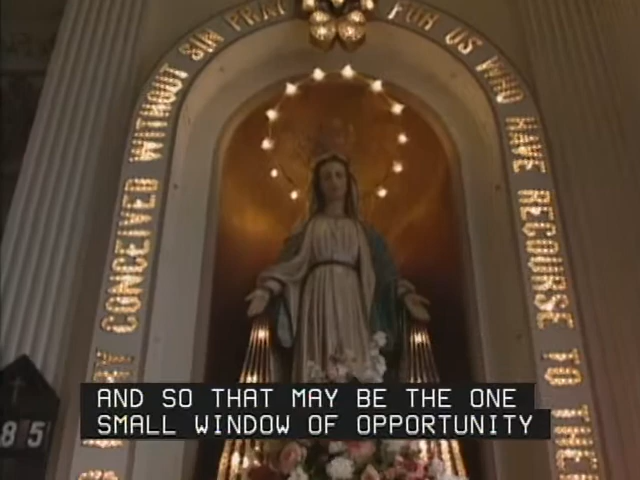 CONCEIVED WITHOUT SIN PRAY FOR US WHO HAVE RECOURSE TO
85
AND SO THAT MAY BE THE ONE
SMALL WINDOW OF OPPORTUNITY